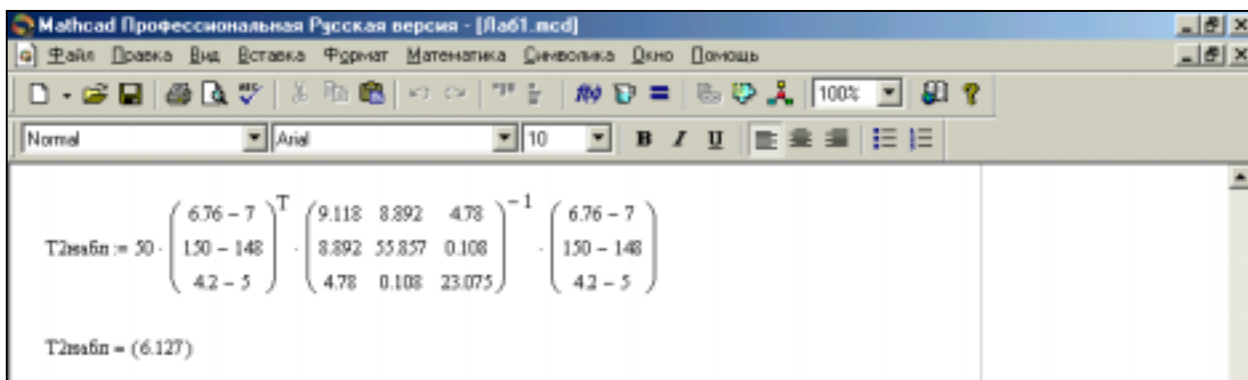 Mathcad Профессиональная Русская версия - [Лаб1.mcd]
Файл Правка Вид Вставка Формат Математика Символика Окно Помощь
100%
Normal Arial 10 B I U
T2набл := 50 · ( 6.76 − 7 150 − 148 4.2 − 5 )^T · ( 9.118 8.892 4.78 8.892 55.857 0.108 4.78 0.108 23.075 )^−1 · ( 6.76 − 7 150 − 148 4.2 − 5 )
T2набл = (6.127)